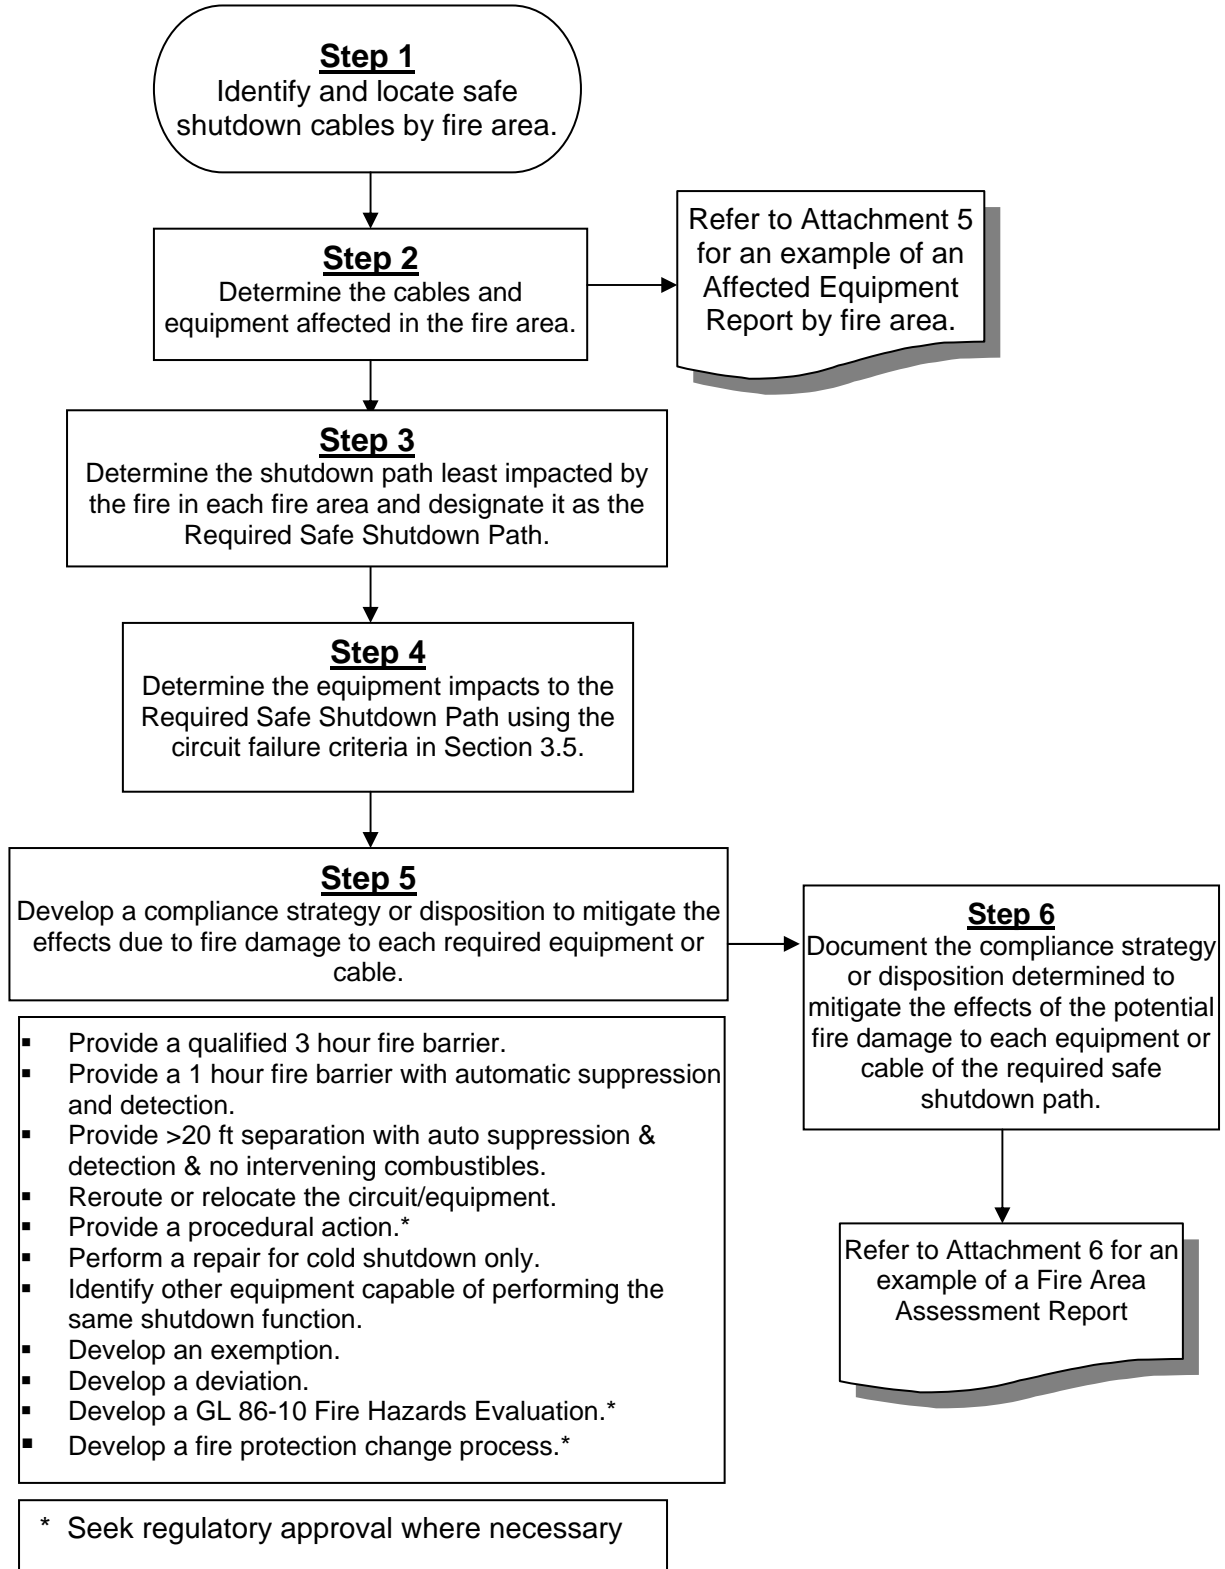 Step 1
Identify and locate safe
shutdown cables by fire area.
Step 2
Determine the cables and
equipment affected in the fire area.
Refer to Attachment 5
for an example of an
Affected Equipment
Report by fire area.
Step 3
Determine the shutdown path least impacted by
the fire in each fire area and designate it as the
Required Safe Shutdown Path.
Step 4
Determine the equipment impacts to the
Required Safe Shutdown Path using the
circuit failure criteria in Section 3.5.
Step 5
Develop a compliance strategy or disposition to mitigate the
effects due to fire damage to each required equipment or
cable.
Step 6
Document the compliance strategy
or disposition determined to
mitigate the effects of the potential
fire damage to each equipment or
cable of the required safe
shutdown path.
▪ Provide a qualified 3 hour fire barrier.
▪ Provide a 1 hour fire barrier with automatic suppression
and detection.
▪ Provide >20 ft separation with auto suppression &
detection & no intervening combustibles.
▪ Reroute or relocate the circuit/equipment.
▪ Provide a procedural action.*
▪ Perform a repair for cold shutdown only.
▪ Identify other equipment capable of performing the
same shutdown function.
▪ Develop an exemption.
▪ Develop a deviation.
▪ Develop a GL 86-10 Fire Hazards Evaluation.*
▪ Develop a fire protection change process.*
Refer to Attachment 6 for an
example of a Fire Area
Assessment Report
* Seek regulatory approval where necessary